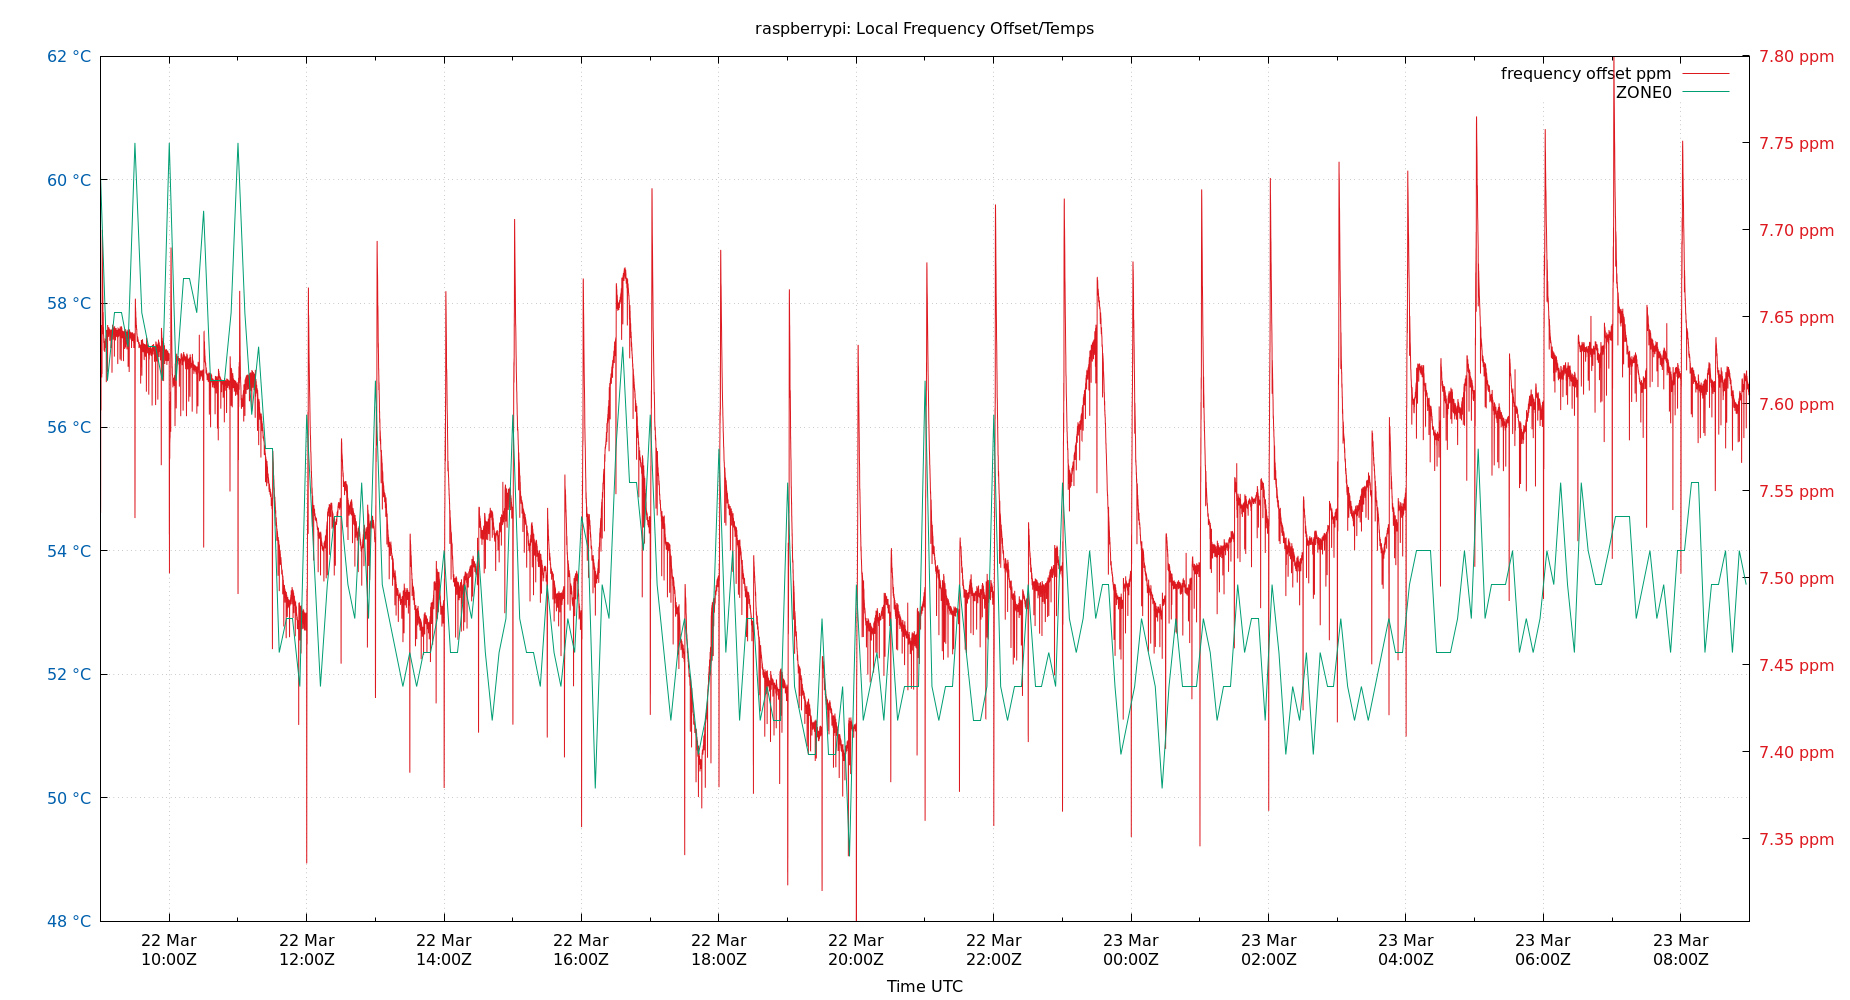 raspberrypi: Local Frequency Offset/Temps
62 °C
60 °C
58 °C
56 °C
54 °C
52 °C
50 °C
48 °C
7.80 ppm
7.75 ppm
7.70 ppm
7.65 ppm
7.60 ppm
7.55 ppm
7.50 ppm
7.45 ppm
7.40 ppm
7.35 ppm
frequency offset ppm
ZONE0
22 Mar
10:00Z
22 Mar
12:00Z
22 Mar
14:00Z
22 Mar
16:00Z
22 Mar
18:00Z
22 Mar
20:00Z
22 Mar
22:00Z
23 Mar
00:00Z
23 Mar
02:00Z
23 Mar
04:00Z
23 Mar
06:00Z
23 Mar
08:00Z
Time UTC